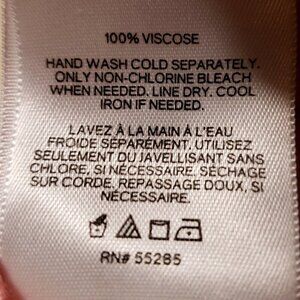 100% VISCOSE
HAND WASH COLD SEPARATELY.
ONLY NON-CHLORINE BLEACH
WHEN NEEDED. LINE DRY. COOL
IRON IF NEEDED.
LAVEZ À LA MAIN À L'EAU
FROIDE SÉPARÉMENT, UTILISEZ
SEULEMENT DU JAVELLISANT SANS
CHLORE, SI NÉCESSAIRE. SÉCHAGE
SUR CORDE. REPASSAGE DOUX, SI
NÉCESSAIRE.
RN# 55285